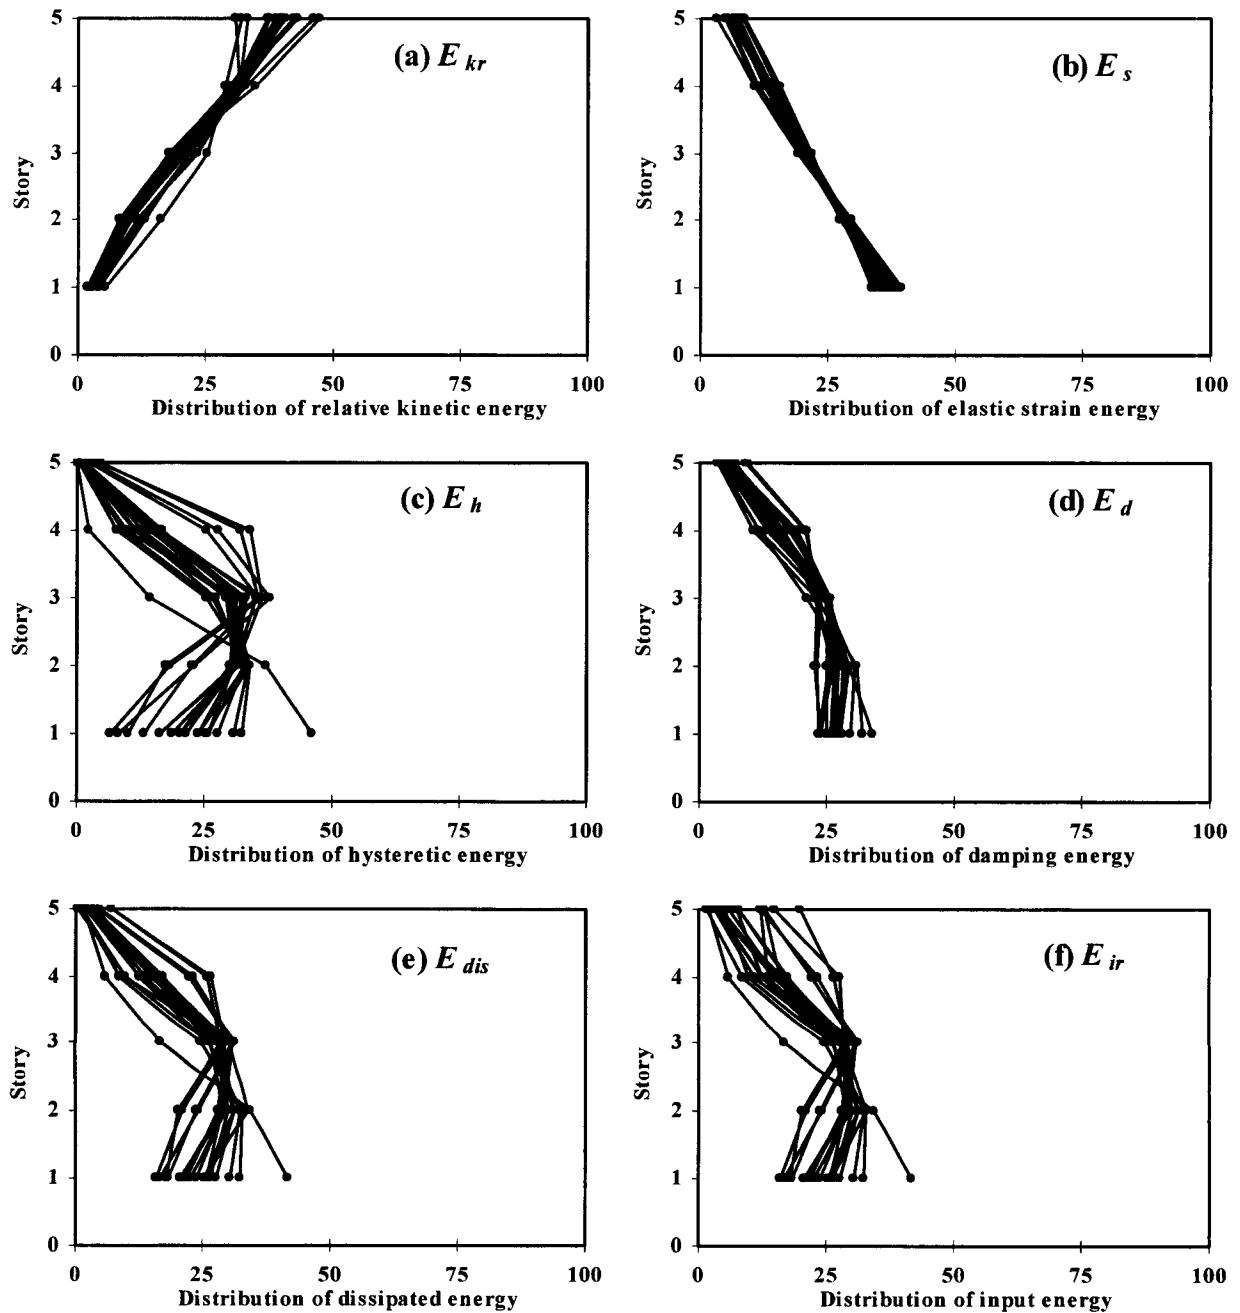 5
4
3
2
1
0
Story
(a) E kr
0 25 50 75 100
Distribution of relative kinetic energy
5
4
3
2
1
0
Story
(b) E s
0 25 50 75 100
Distribution of elastic strain energy
5
4
3
2
1
0
Story
(c) E h
0 25 50 75 100
Distribution of hysteretic energy
5
4
3
2
1
0
Story
(d) E d
0 25 50 75 100
Distribution of damping energy
5
4
3
2
1
0
Story
(e) E dis
0 25 50 75 100
Distribution of dissipated energy
5
4
3
2
1
0
Story
(f) E ir
0 25 50 75 100
Distribution of input energy